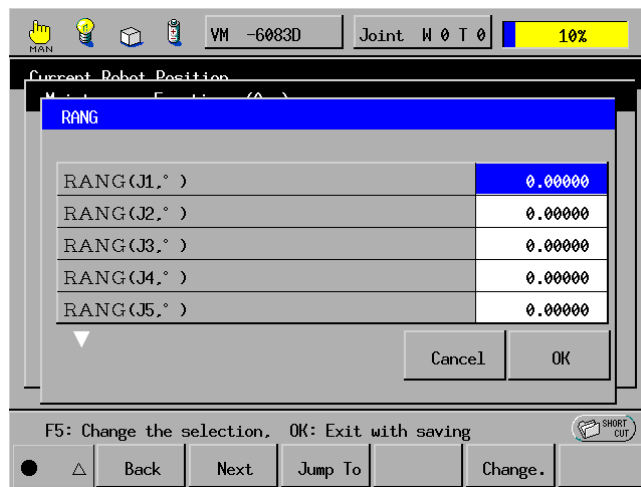 MAN
VM -6083D
Joint W 0 T 0
10%
Current Robot Position
RANG
RANG(J1,° ) 0.00000
RANG(J2,° ) 0.00000
RANG(J3,° ) 0.00000
RANG(J4,° ) 0.00000
RANG(J5,° ) 0.00000
Cancel OK
F5: Change the selection, OK: Exit with saving
SHORT
CUT
Back Next Jump To Change.